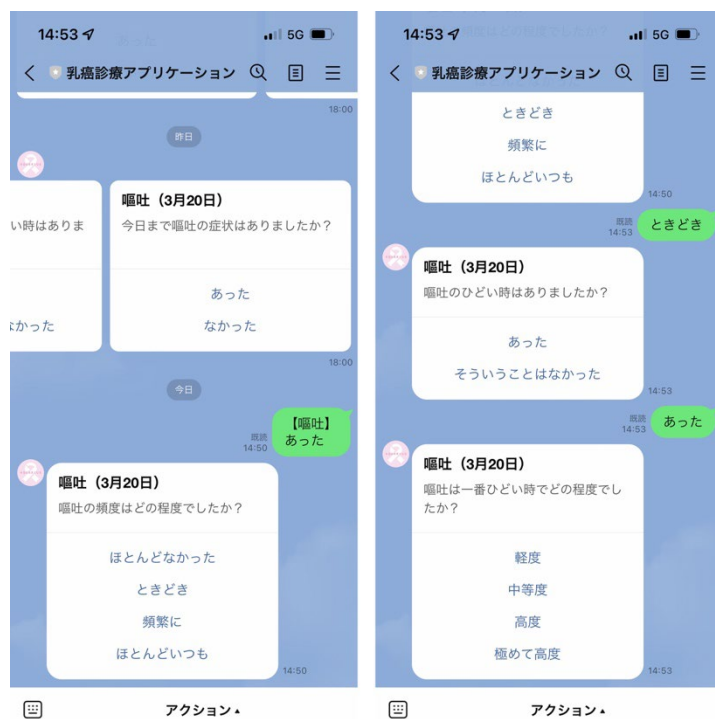 14:53
5G
乳癌診療アプリケーション
18:00
昨日
い時はありま
なかった
嘔吐（3月20日）
今日まで嘔吐の症状はありましたか？
あった
なかった
18:00
今日
【嘔吐】
あった
既読
14:50
嘔吐（3月20日）
嘔吐の頻度はどの程度でしたか？
ほとんどなかった
ときどき
頻繁に
ほとんどいつも
14:50
アクション
14:53
5G
乳癌診療アプリケーション
ときどき
頻繁に
ほとんどいつも
14:50
ときどき
既読
14:53
嘔吐（3月20日）
嘔吐のひどい時はありましたか？
あった
そういうことはなかった
14:53
あった
既読
14:53
嘔吐（3月20日）
嘔吐は一番ひどい時でどの程度でし
たか？
軽度
中等度
高度
極めて高度
14:53
アクション